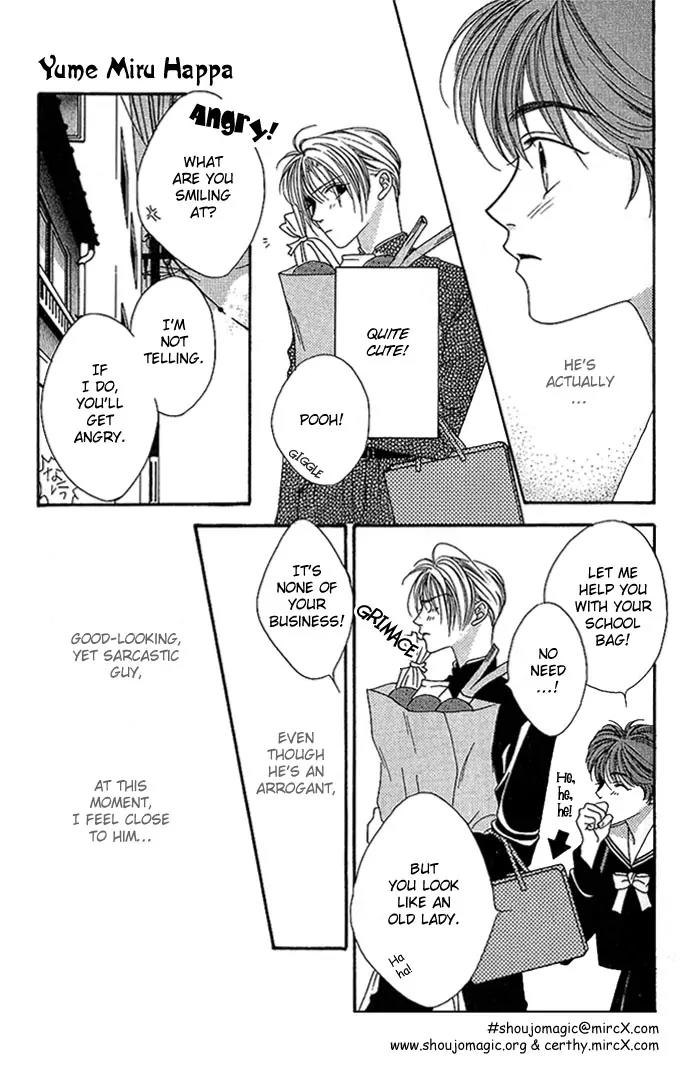 Yume Miru Happa
HE'S
ACTUALLY
...
QUITE
CUTE!
POOH!
GIGGLE
Angry!
WHAT
ARE YOU
SMILING
AT?
I'M
NOT
TELLING.
IF
I DO,
YOU'LL
GET
ANGRY.
LET ME
HELP YOU
WITH YOUR
SCHOOL
BAG!
NO
NEED
...!
GRIMACE
He,
he,
he!
BUT
YOU LOOK
LIKE AN
OLD LADY.
Ha
ha!
IT'S
NONE OF
YOUR
BUSINESS!
EVEN
THOUGH
HE'S AN
ARROGANT,
GOOD-LOOKING,
YET SARCASTIC
GUY,
AT THIS
MOMENT,
I FEEL CLOSE
TO HIM...
#shoujomagic@mircX.com
www.shoujomagic.org & certhy.mircX.com